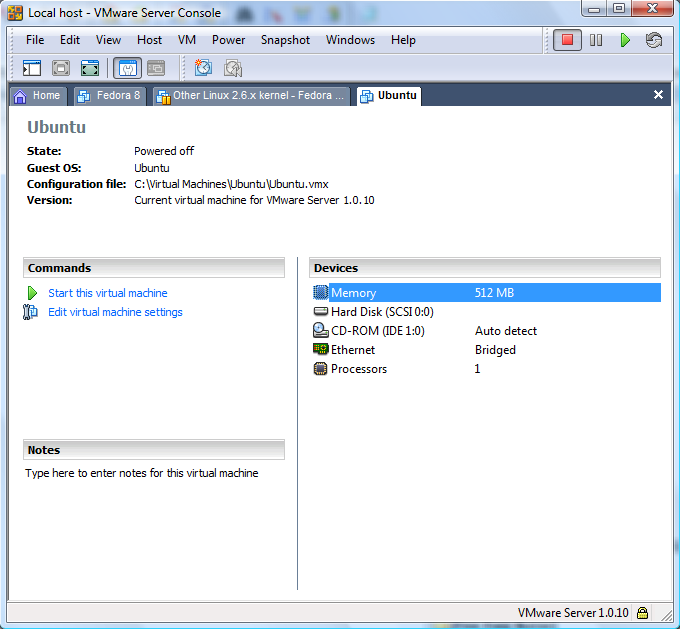 Local host - VMware Server Console
File Edit View Host VM Power Snapshot Windows Help
Home Fedora 8 Other Linux 2.6.x kernel - Fedora ... Ubuntu
Ubuntu
State: Powered off
Guest OS: Ubuntu
Configuration file: C:\Virtual Machines\Ubuntu\Ubuntu.vmx
Version: Current virtual machine for VMware Server 1.0.10
Commands
Start this virtual machine
Edit virtual machine settings
Notes
Type here to enter notes for this virtual machine
Devices
Memory 512 MB
Hard Disk (SCSI 0:0)
CD-ROM (IDE 1:0) Auto detect
Ethernet Bridged
Processors 1
VMware Server 1.0.10